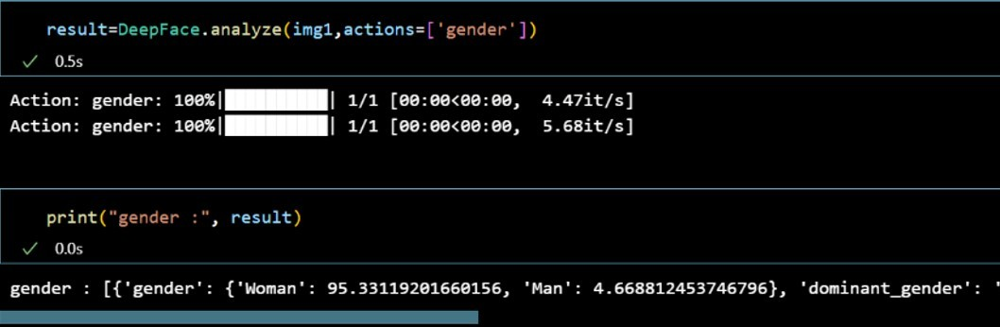 result=DeepFace.analyze(img1,actions=['gender'])
✓ 0.5s
Action: gender: 100%|██████████| 1/1 [00:00<00:00,  4.47it/s]
Action: gender: 100%|██████████| 1/1 [00:00<00:00,  5.68it/s]
print("gender :", result)
✓ 0.0s
gender : [{'gender': {'Woman': 95.33119201660156, 'Man': 4.668812453746796}, 'dominant_gender': '